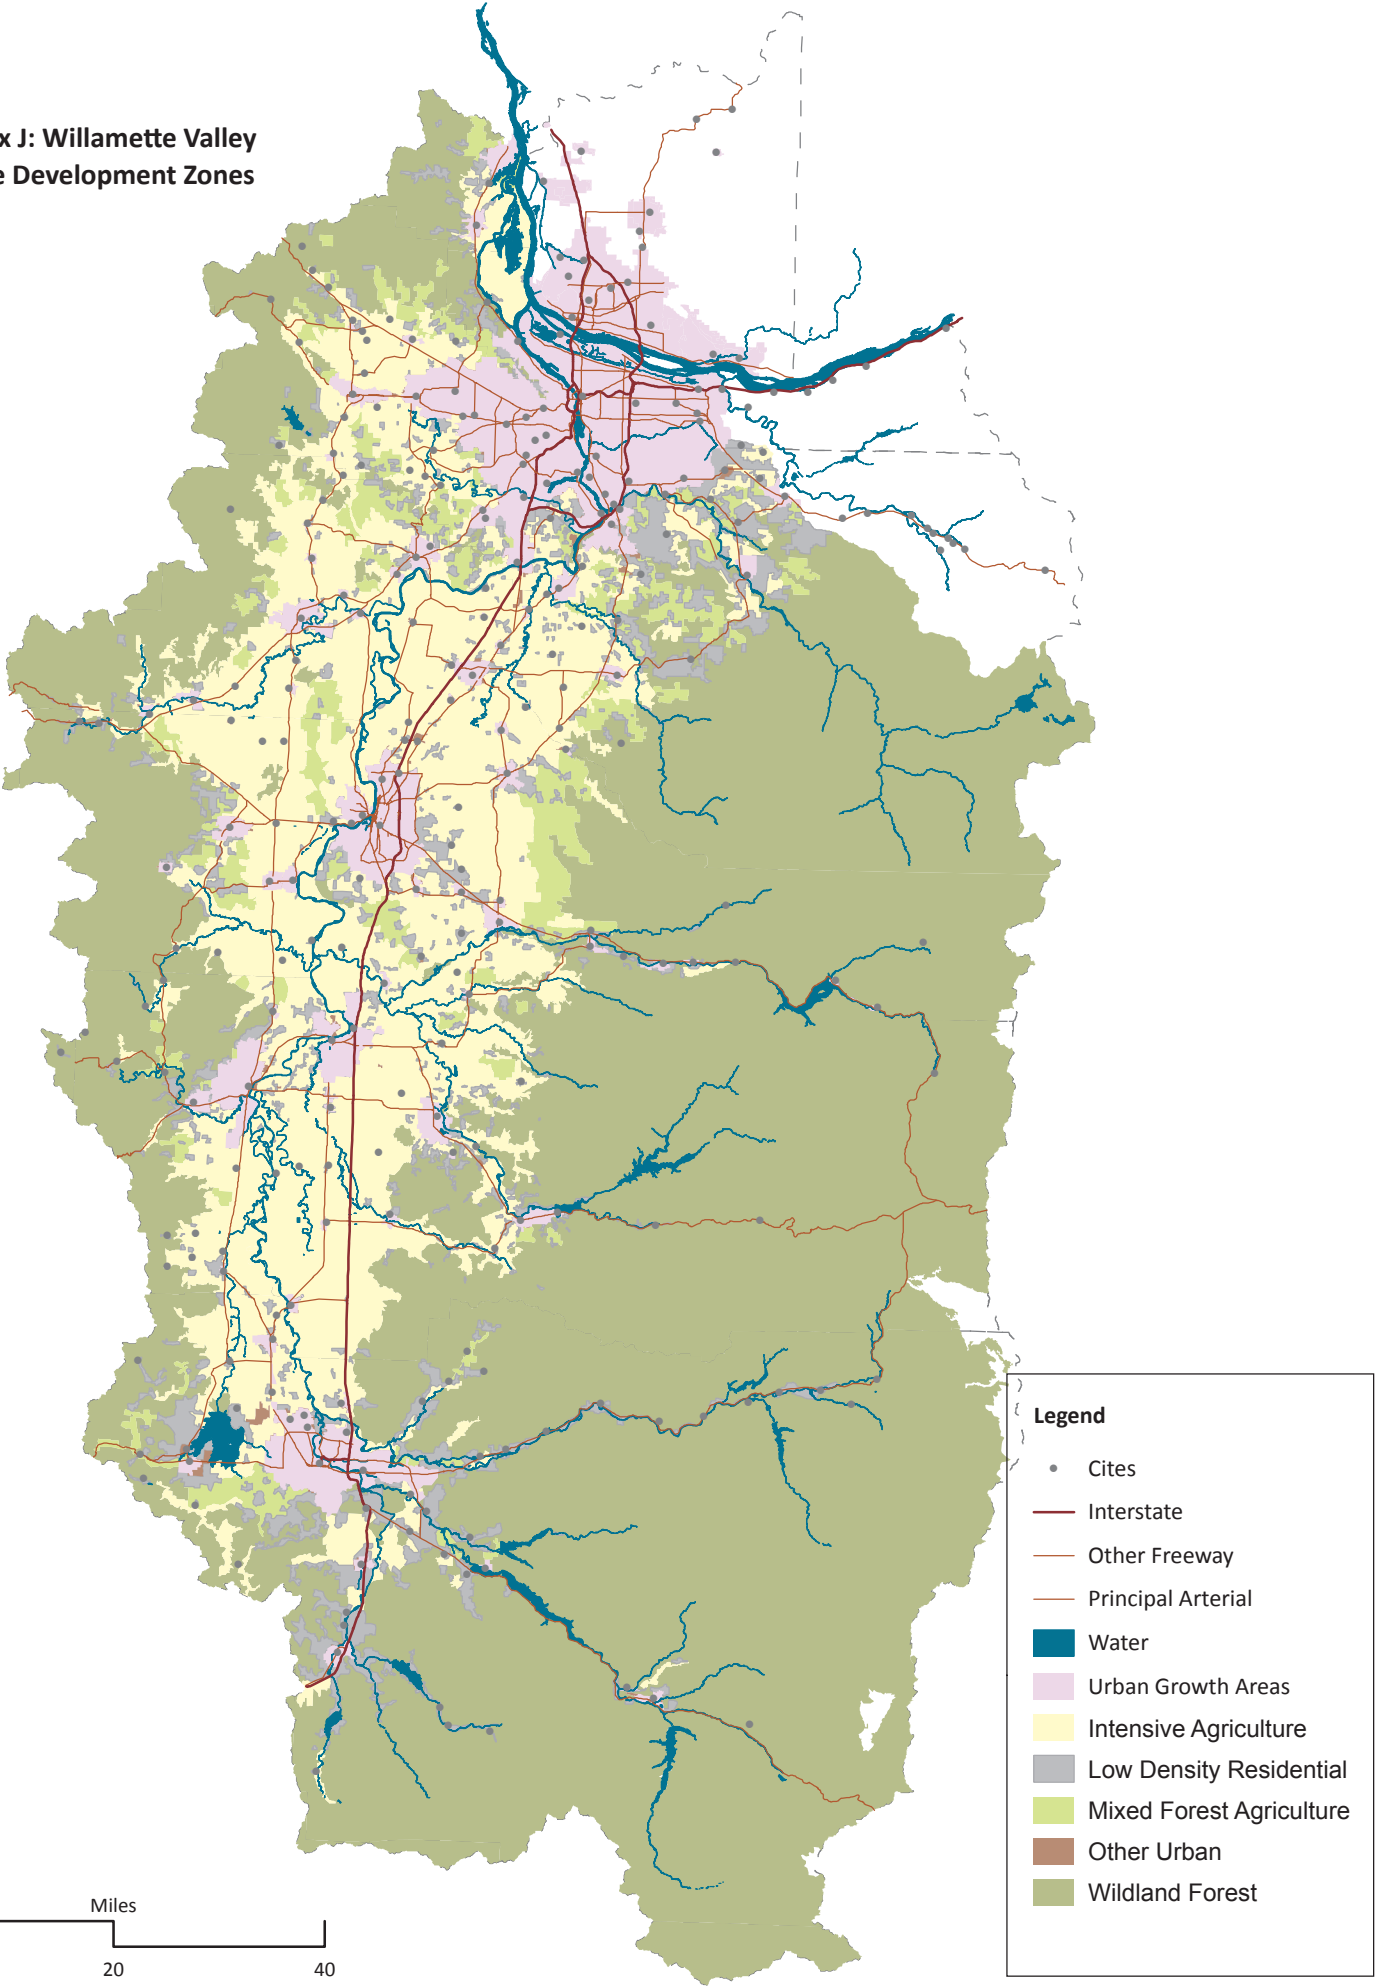 x J: Willamette Valley
e Development Zones
Legend
Cites
Interstate
Other Freeway
Principal Arterial
Water
Urban Growth Areas
Intensive Agriculture
Low Density Residential
Mixed Forest Agriculture
Other Urban
Wildland Forest
Miles
20 40